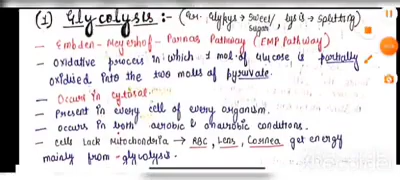 (1) Glycolysis :- (Gr. Glykys → Sweet/Sugar, lysis → splitting)
- Embden-Meyerhof-Parnas Pathway (EMP Pathway)
- Oxidative process in which 1 mol. of glucose is partially
oxidised into the two moles of pyruvate.
- Occurs in cytosol.
- Present in every cell of every organism.
- Occurs in both aerobic & anaerobic conditions.
- Cells lack Mitochondria → RBC, Lens, Cornea get energy
mainly from glycolysis.